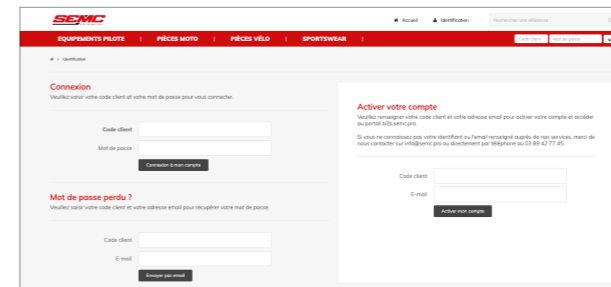 SEMC
Accueil
Identification
Rechercher une référence
EQUIPEMENTS PILOTE | PIÈCES MOTO | PIÈCES VÉLO | SPORTSWEAR |
Code client
Mot de passe
> Identification
Connexion
Veuillez saisir votre code client et votre mot de passe pour vous connecter.
Code client
Mot de passe
Connexion à mon compte
Mot de passe perdu ?
Veuillez saisir votre code client et votre adresse email pour récupérer votre mot de passe.
Code client
E-mail
Envoyer par email
Activer votre compte
Veuillez renseigner votre code client et votre adresse email pour activer votre compte et accéder
au portail b2b.semc.pro.
Si vous ne connaissez pas votre identifiant ou l'email renseigné auprès de nos services, merci de
nous contacter sur info@semc.pro ou directement par téléphone au 03 89 42 77 45.
Code client
E-mail
Activer mon compte